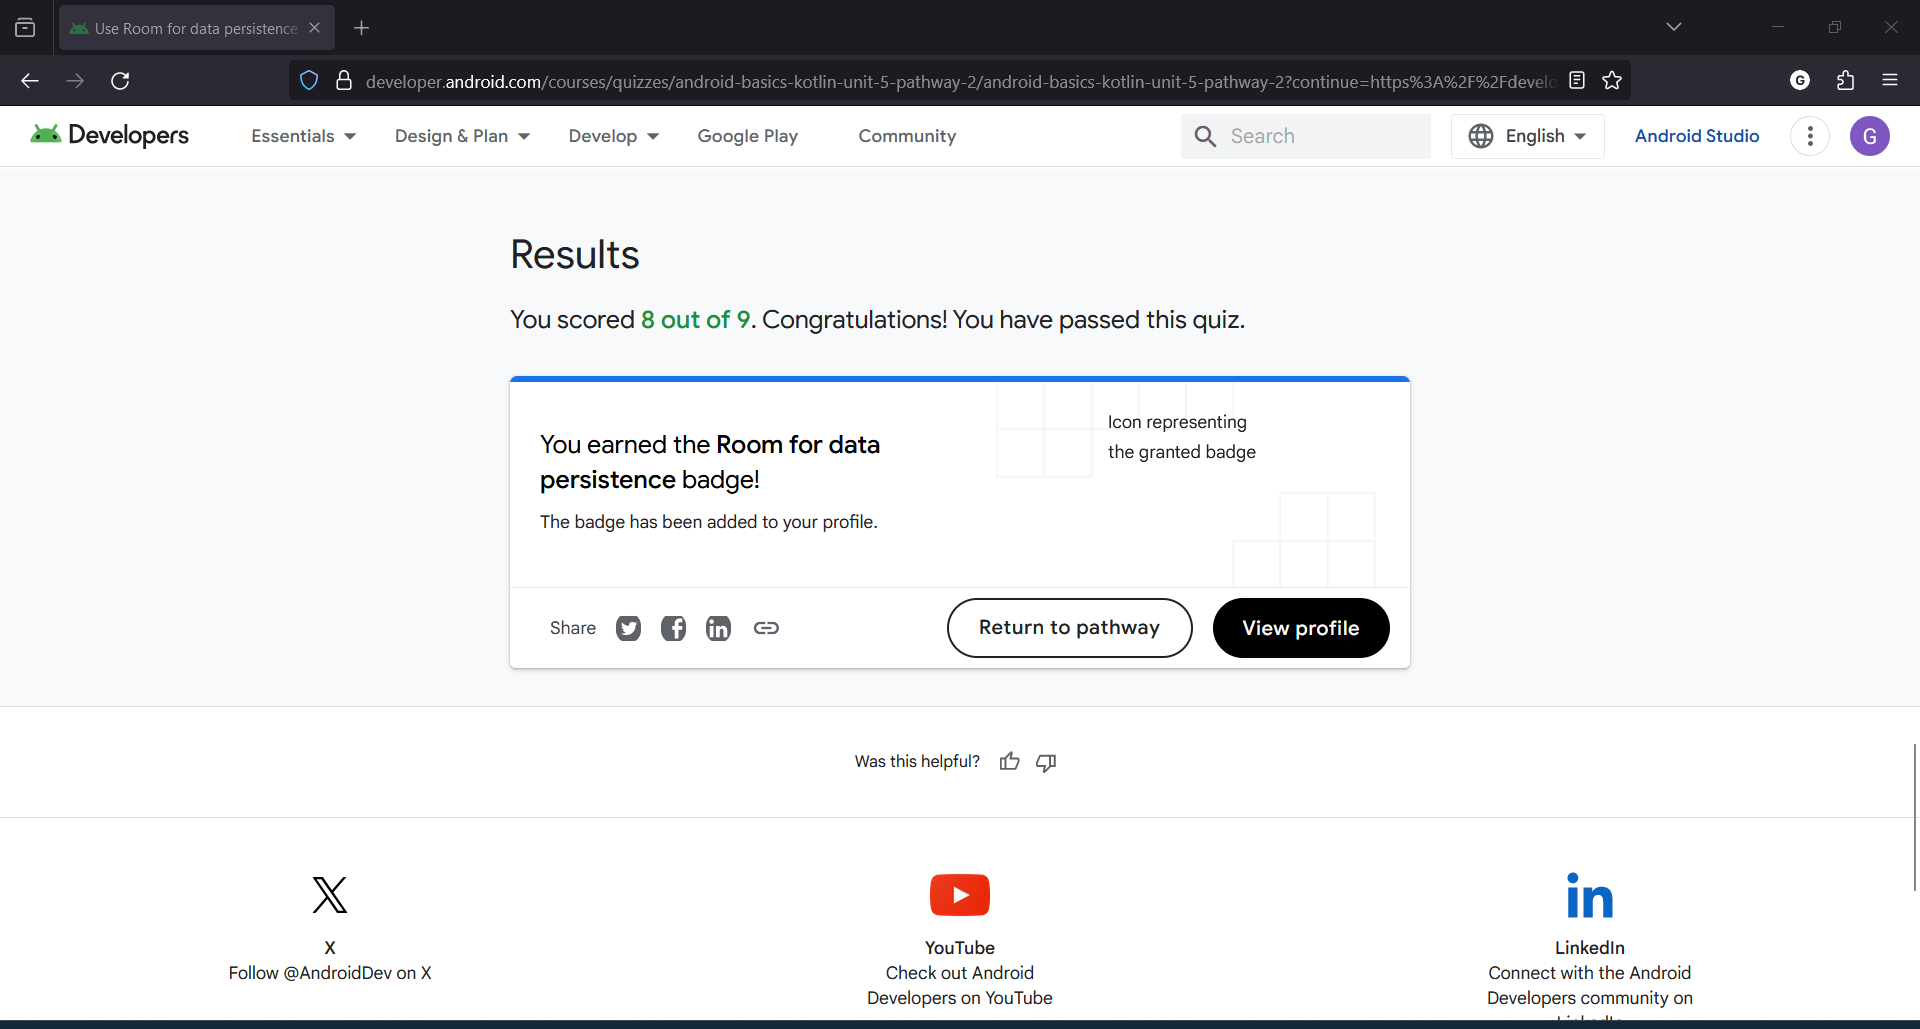 Use Room for data persistence
developer.android.com/courses/quizzes/android-basics-kotlin-unit-5-pathway-2/android-basics-kotlin-unit-5-pathway-2?continue=https%3A%2F%2Fdevelo
G
Developers
Essentials
Design & Plan
Develop
Google Play
Community
Search
English
Android Studio
G
Results
You scored 8 out of 9. Congratulations! You have passed this quiz.
You earned the Room for data
persistence badge!
The badge has been added to your profile.
Icon representing
the granted badge
Share
Return to pathway
View profile
Was this helpful?
X
Follow @AndroidDev on X
YouTube
Check out Android
Developers on YouTube
in
LinkedIn
Connect with the Android
Developers community on
LinkedIn